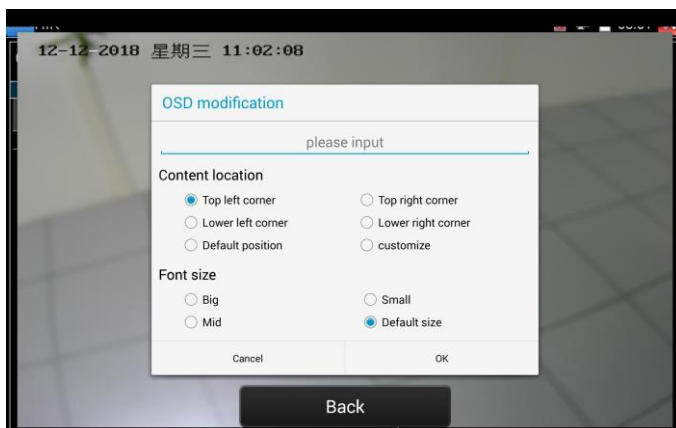 12-12-2018 星期三 11:02:08
OSD modification
please input
Content location
Top left corner
Top right corner
Lower left corner
Lower right corner
Default position
customize
Font size
Big
Small
Mid
Default size
Cancel
OK
Back